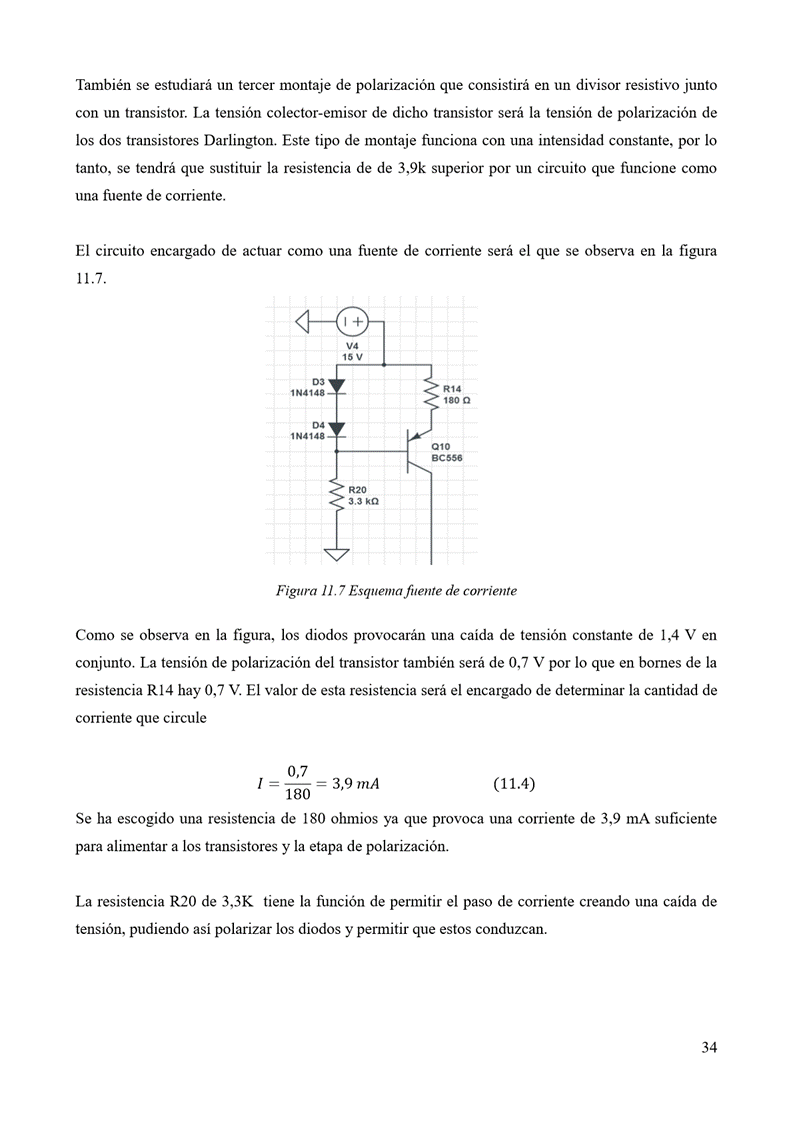 También se estudiará un tercer montaje de polarización que consistirá en un divisor resistivo junto
con un transistor. La tensión colector-emisor de dicho transistor será la tensión de polarización de
los dos transistores Darlington. Este tipo de montaje funciona con una intensidad constante, por lo
tanto, se tendrá que sustituir la resistencia de de 3,9k superior por un circuito que funcione como
una fuente de corriente.
El circuito encargado de actuar como una fuente de corriente será el que se observa en la figura
11.7.
V4
15 V
D3
1N4148
R14
180 Ω
D4
1N4148
Q10
BC556
R20
3.3 kΩ
Figura 11.7 Esquema fuente de corriente
Como se observa en la figura, los diodos provocarán una caída de tensión constante de 1,4 V en
conjunto. La tensión de polarización del transistor también será de 0,7 V por lo que en bornes de la
resistencia R14 hay 0,7 V. El valor de esta resistencia será el encargado de determinar la cantidad de
corriente que circule
I = 0,7/180 = 3,9 mA (11.4)
Se ha escogido una resistencia de 180 ohmios ya que provoca una corriente de 3,9 mA suficiente
para alimentar a los transistores y la etapa de polarización.
La resistencia R20 de 3,3K tiene la función de permitir el paso de corriente creando una caída de
tensión, pudiendo así polarizar los diodos y permitir que estos conduzcan.
34